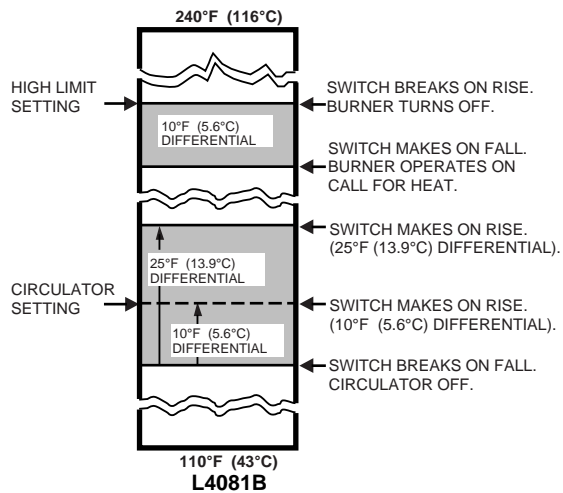 240°F (116°C)
HIGH LIMIT
SETTING
10°F (5.6°C)
DIFFERENTIAL
SWITCH BREAKS ON RISE.
BURNER TURNS OFF.
SWITCH MAKES ON FALL.
BURNER OPERATES ON
CALL FOR HEAT.
SWITCH MAKES ON RISE.
(25°F (13.9°C) DIFFERENTIAL).
25°F (13.9°C)
DIFFERENTIAL
CIRCULATOR
SETTING
SWITCH MAKES ON RISE.
(10°F (5.6°C) DIFFERENTIAL).
10°F (5.6°C)
DIFFERENTIAL
SWITCH BREAKS ON FALL.
CIRCULATOR OFF.
110°F (43°C)
L4081B